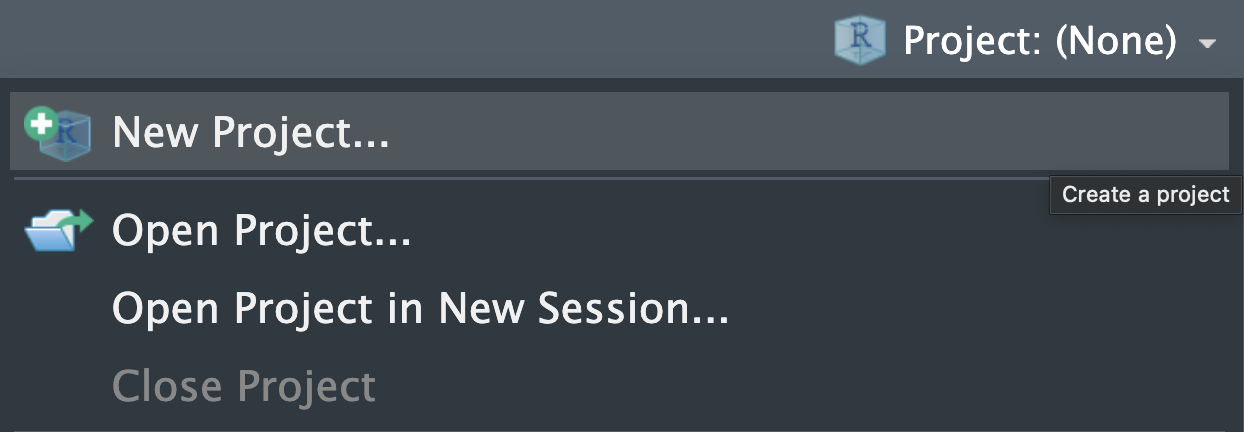 Project: (None)
New Project...
Create a project
Open Project...
Open Project in New Session...
Close Project